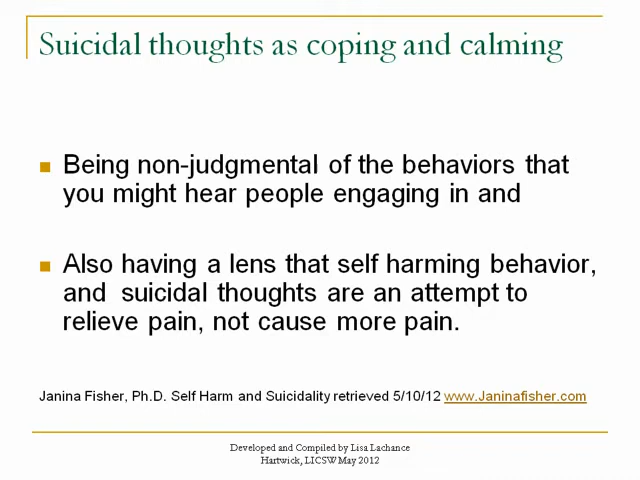 Suicidal thoughts as coping and calming
Being non-judgmental of the behaviors that
you might hear people engaging in and
Also having a lens that self harming behavior,
and suicidal thoughts are an attempt to
relieve pain, not cause more pain.
Janina Fisher, Ph.D. Self Harm and Suicidality retrieved 5/10/12 www.Janinafisher.com
Developed and Compiled by Lisa Lachance
Hartwick, LICSW May 2012